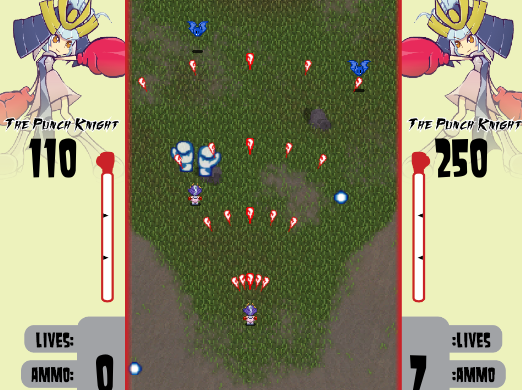 The Punch Knight
The Punch Knight
110
250
LIVES:
:LIVES
AMMO: 0
7 :AMMO